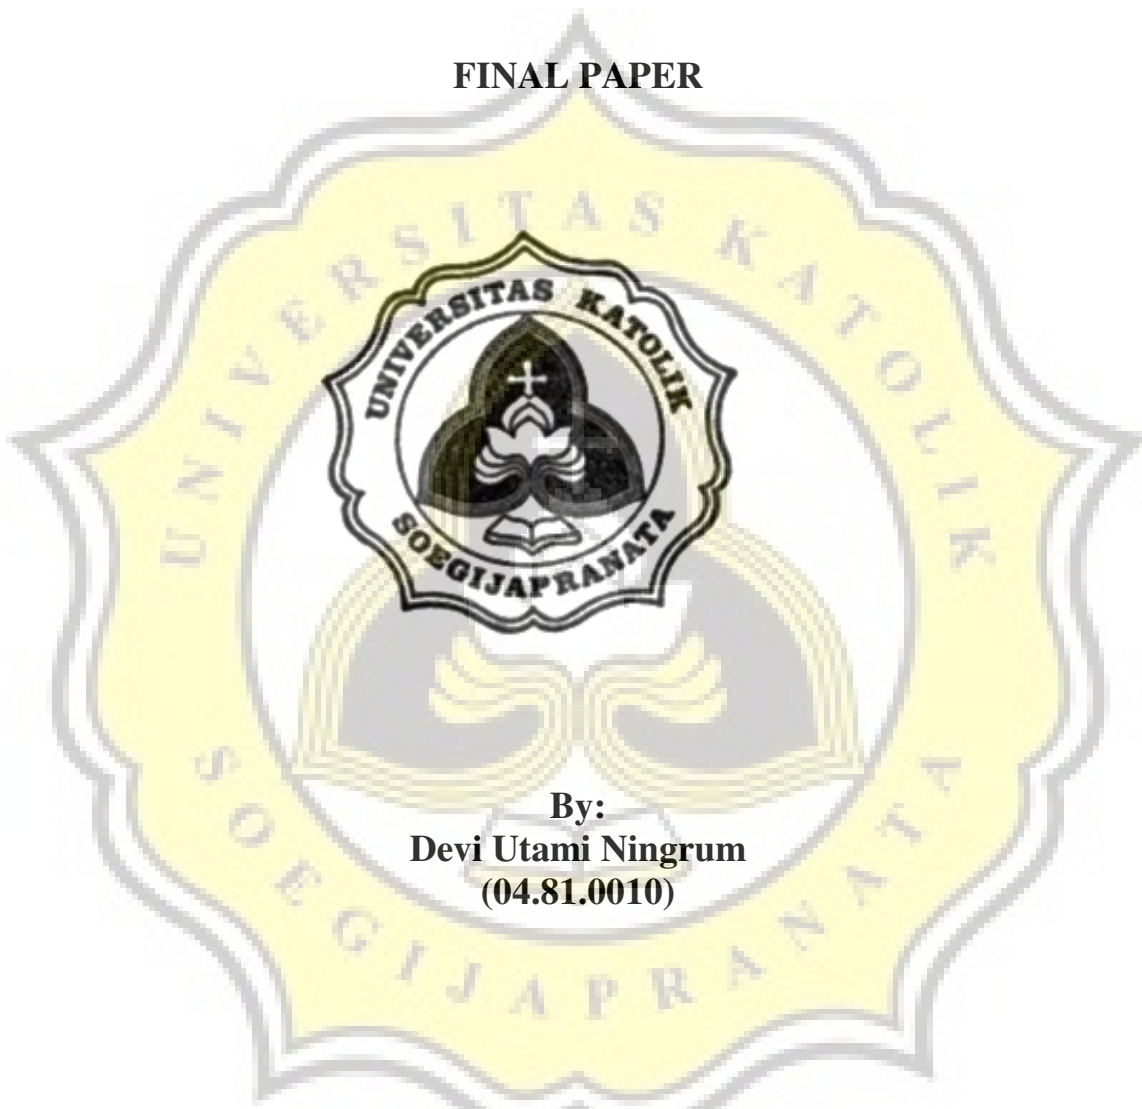 FINAL PAPER
UNIVERSITAS KATOLIK
SOEGIJAPRANATA
UNIVERSITAS KATOLIK
SOEGIJAPRANATA
By:
Devi Utami Ningrum
(04.81.0010)